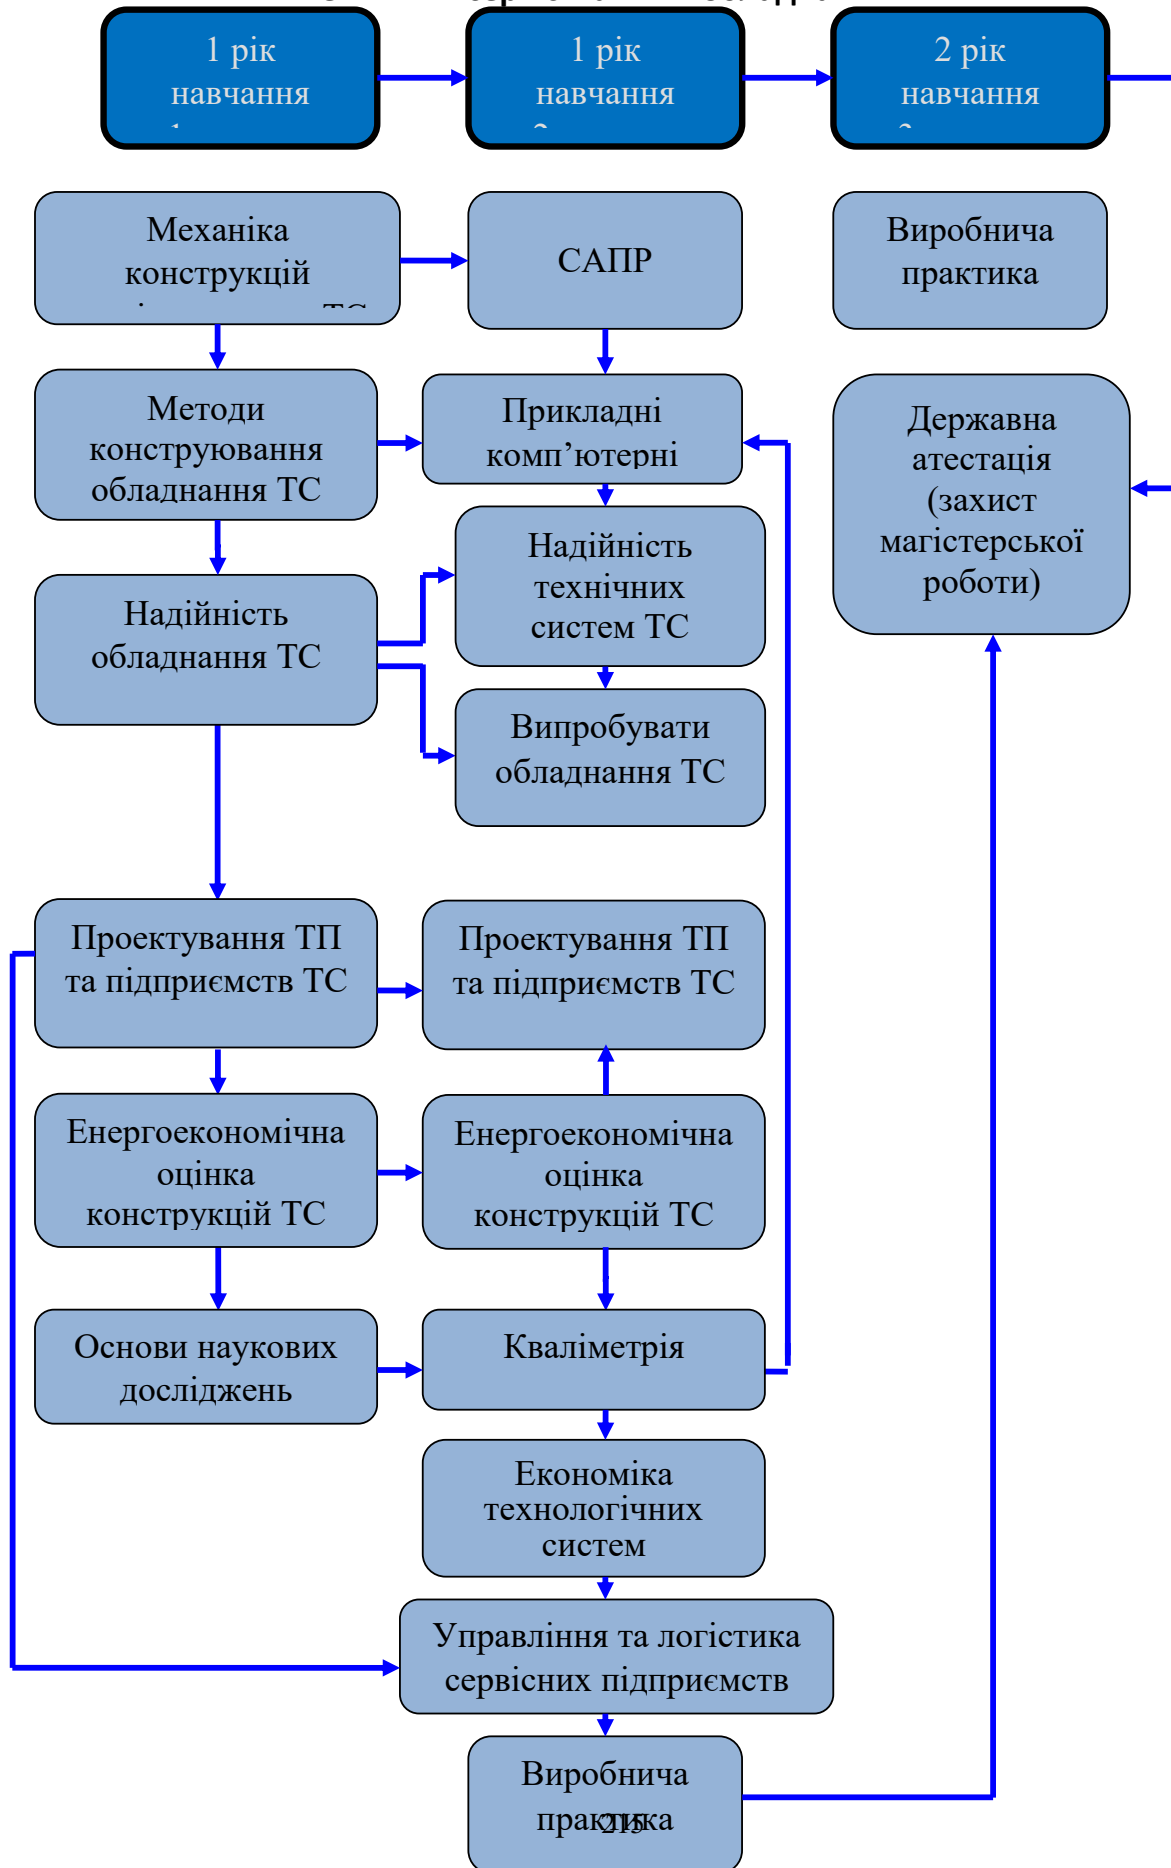 1 рік
навчання
1 рік
навчання
2 рік
навчання
Механіка
конструкцій
ТС
САПР
Виробнича
практика
Методи
конструювання
обладнання ТС
Прикладні
комп’ютерні
Державна
атестація
(захист
магістерської
роботи)
Надійність
обладнання ТС
Надійність
технічних
систем ТС
Випробувати
обладнання ТС
Проектування ТП
та підприємств ТС
Проектування ТП
та підприємств ТС
Енергоекономічна
оцінка
конструкцій ТС
Енергоекономічна
оцінка
конструкцій ТС
Основи наукових
досліджень
Кваліметрія
Економіка
технологічних
систем
Управління та логістика
сервісних підприємств
Виробнича
практика
215